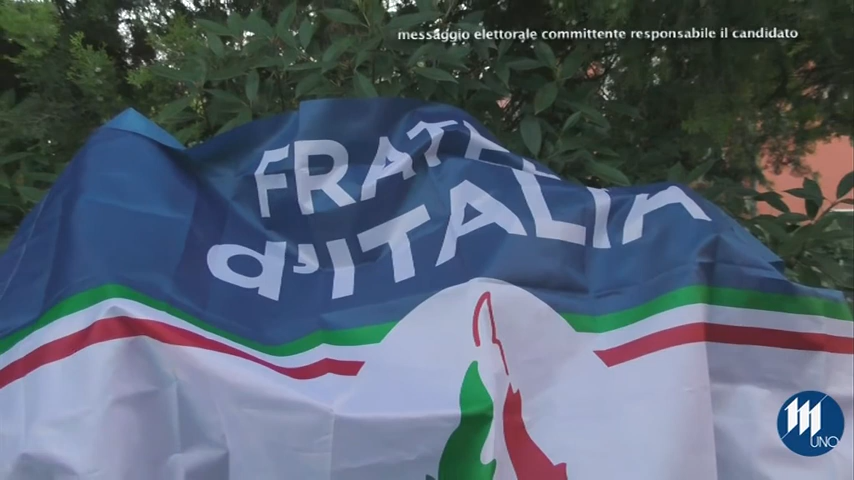 messaggio elettorale committente responsabile il candidato
FRATELLI
d'ITALIA
UNO